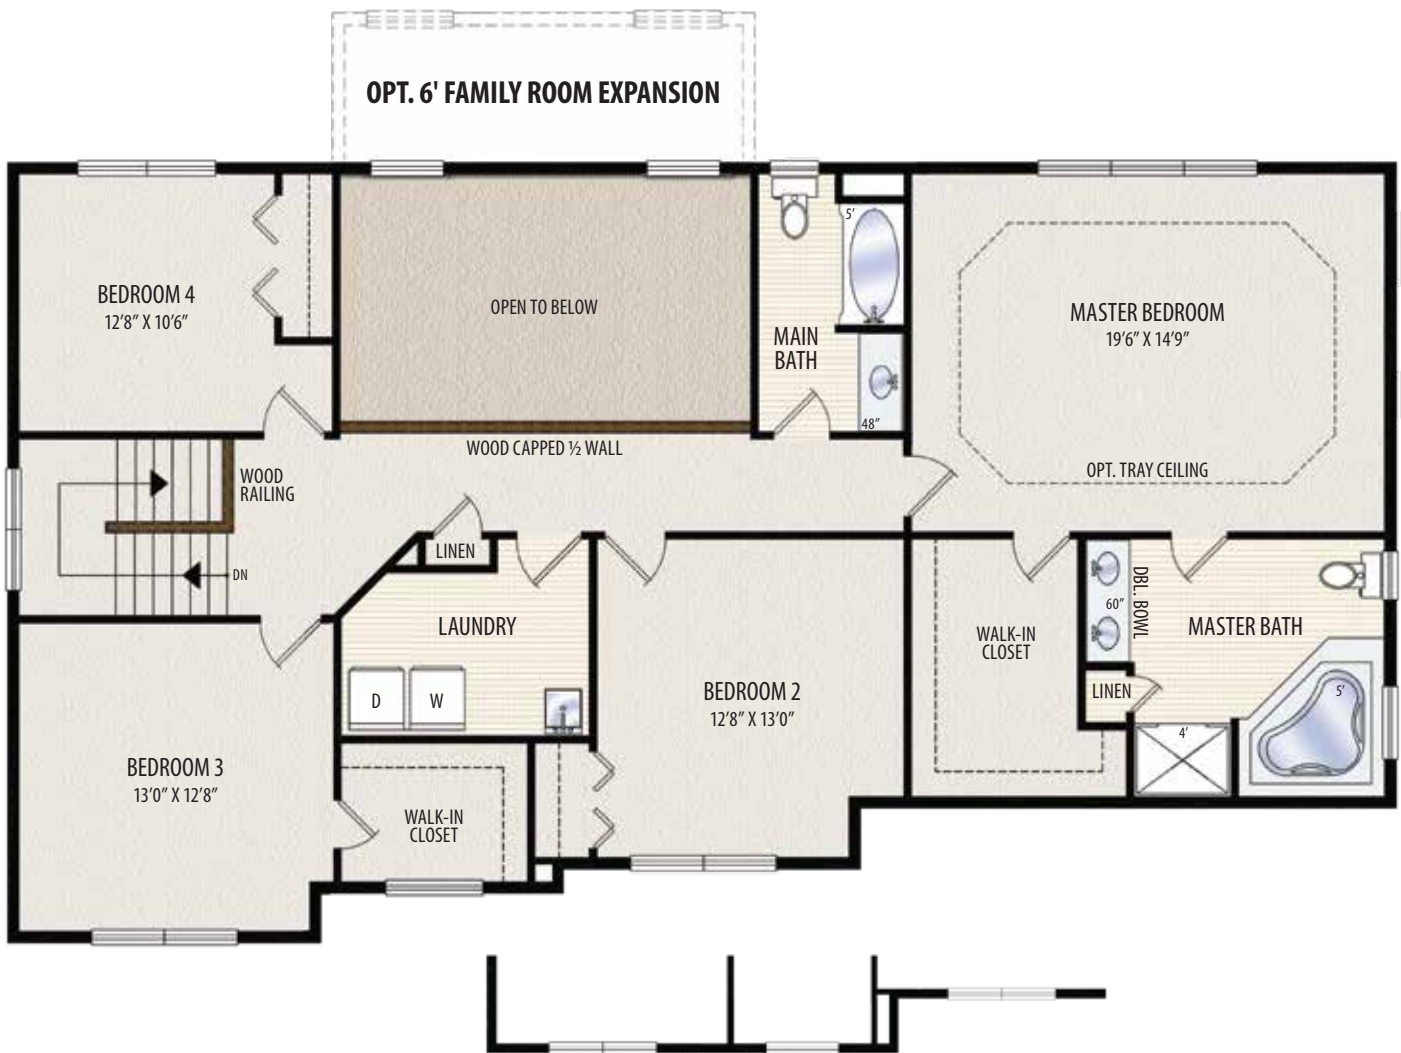 OPT. 6' FAMILY ROOM EXPANSION
BEDROOM 4
12'8" X 10'6"
OPEN TO BELOW
5'
MAIN
BATH
48"
MASTER BEDROOM
19'6" X 14'9"
OPT. TRAY CEILING
WOOD CAPPED ½ WALL
WOOD
RAILING
DN
LINEN
LAUNDRY
D
W
BEDROOM 2
12'8" X 13'0"
WALK-IN
CLOSET
60"
DBL. BOWL
MASTER BATH
LINEN
4'
5'
BEDROOM 3
13'0" X 12'8"
WALK-IN
CLOSET